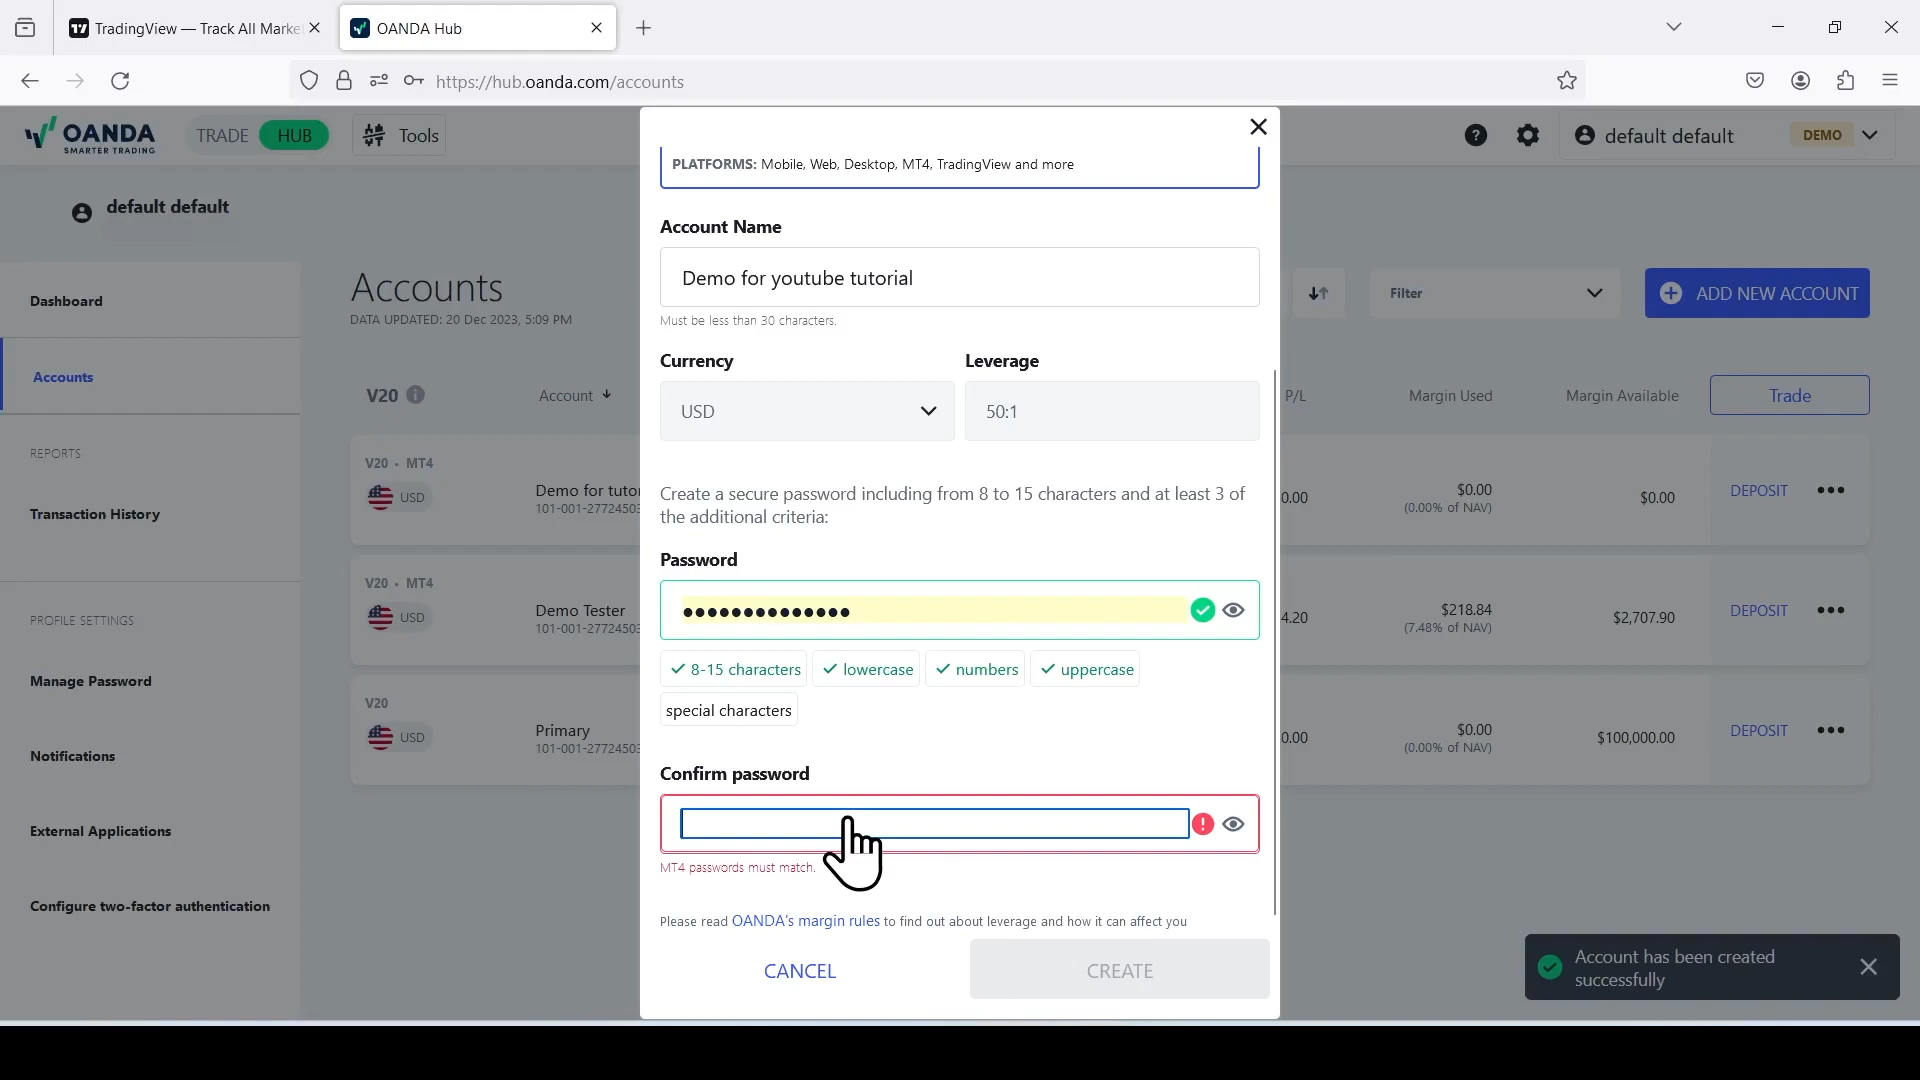 TradingView — Track All Marke
OANDA Hub
https://hub.oanda.com/accounts
OANDA
SMARTER TRADING
TRADE
HUB
Tools
default default
DEMO
default default
Dashboard
Accounts
REPORTS
Transaction History
PROFILE SETTINGS
Manage Password
Notifications
External Applications
Configure two-factor authentication
Accounts
DATA UPDATED: 20 Dec 2023, 5:09 PM
Filter
ADD NEW ACCOUNT
V20
Account
P/L
Margin Used
Margin Available
Trade
V20 - MT4
USD
Demo for tutor
101-001-27724503
0.00
$0.00
(0.00% of NAV)
$0.00
DEPOSIT
V20 - MT4
USD
Demo Tester
101-001-27724503
4.20
$218.84
(7.48% of NAV)
$2,707.90
DEPOSIT
V20
USD
Primary
101-001-27724503
0.00
$0.00
(0.00% of NAV)
$100,000.00
DEPOSIT
PLATFORMS: Mobile, Web, Desktop, MT4, TradingView and more
Account Name
Demo for youtube tutorial
Must be less than 30 characters.
Currency
Leverage
USD
50:1
Create a secure password including from 8 to 15 characters and at least 3 of
the additional criteria:
Password
8-15 characters
lowercase
numbers
uppercase
special characters
Confirm password
MT4 passwords must match.
Please read OANDA's margin rules to find out about leverage and how it can affect you
CANCEL
CREATE
Account has been created
successfully